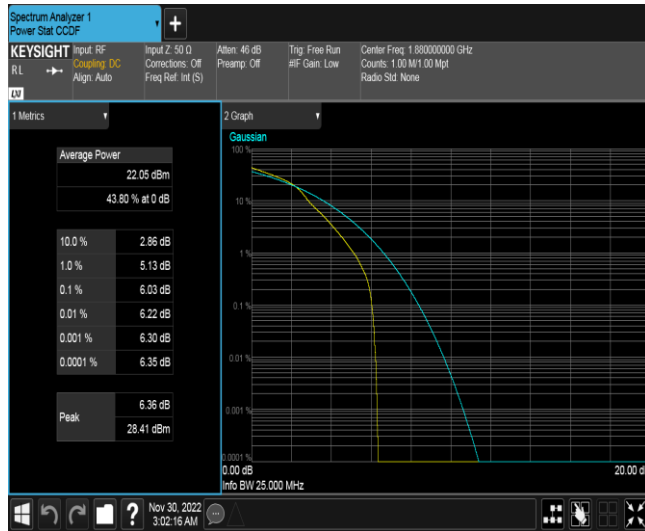 Spectrum Analyzer 1
Power Stat CCDF
+
KEYSIGHT
RL
LXI
Input: RF
Coupling: DC
Align: Auto
Input Z: 50 Ω
Corrections: Off
Freq Ref: Int (S)
Atten: 46 dB
Preamp: Off
Trig: Free Run
#IF Gain: Low
Center Freq: 1.880000000 GHz
Counts: 1.00 M/1.00 Mpt
Radio Std: None
1 Metrics
Average Power
22.05 dBm
43.80 % at 0 dB
10.0 % 2.86 dB
1.0 % 5.13 dB
0.1 % 6.03 dB
0.01 % 6.22 dB
0.001 % 6.30 dB
0.0001 % 6.35 dB
Peak 6.36 dB
28.41 dBm
2 Graph
Gaussian
100 %
10 %
1 %
0.1 %
0.01 %
0.001 %
0.0001 %
0.00 dB 20.00 d
Info BW 25.000 MHz
?
Nov 30, 2022
3:02:16 AM